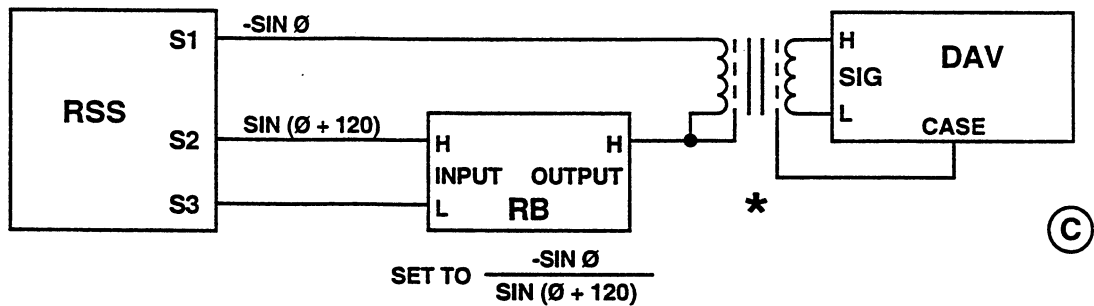 S1
-SIN Ø
H
DAV
SIG
RSS
L
S2
SIN (Ø + 120)
CASE
H
H
INPUT OUTPUT
S3
L
RB
*
C
SET TO -SIN Ø
SIN (Ø + 120)